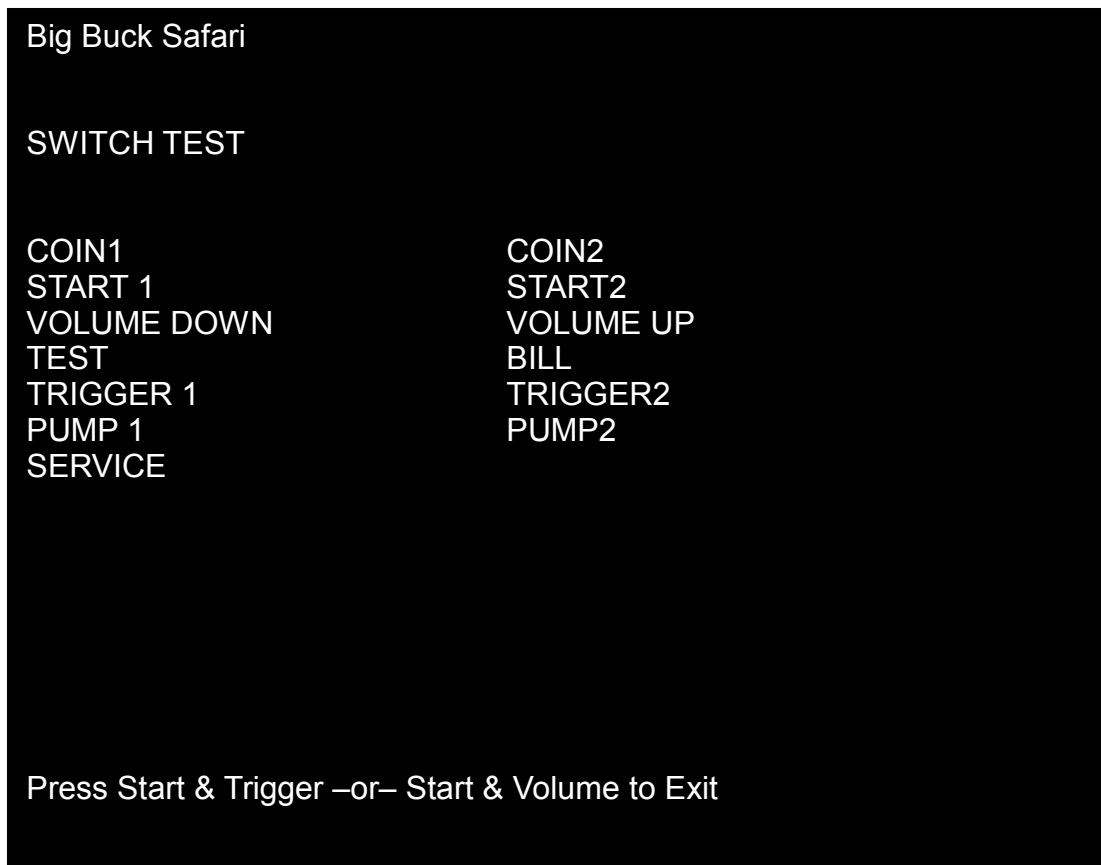 Big Buck Safari
SWITCH TEST
COIN1 COIN2
START 1 START2
VOLUME DOWN VOLUME UP
TEST BILL
TRIGGER 1 TRIGGER2
PUMP 1 PUMP2
SERVICE
Press Start & Trigger –or– Start & Volume to Exit